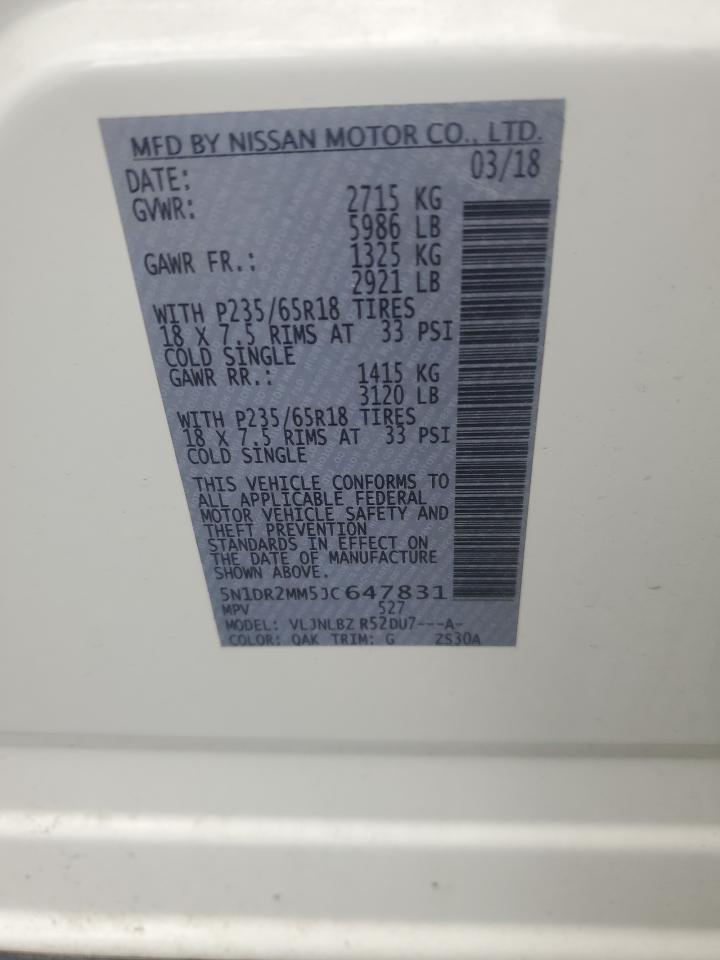 MFD BY NISSAN MOTOR CO., LTD.
DATE: 03/18
GVWR: 2715 KG
5986 LB
GAWR FR.: 1325 KG
2921 LB
WITH P235/65R18 TIRES
18 X 7.5 RIMS AT 33 PSI
COLD SINGLE
GAWR RR.: 1415 KG
3120 LB
WITH P235/65R18 TIRES
18 X 7.5 RIMS AT 33 PSI
COLD SINGLE
THIS VEHICLE CONFORMS TO
ALL APPLICABLE FEDERAL
MOTOR VEHICLE SAFETY AND
THEFT PREVENTION
STANDARDS IN EFFECT ON
THE DATE OF MANUFACTURE
SHOWN ABOVE.
5N1DR2MM5JC647831
MPV 527
MODEL: VLJNLBZ R52DU7---A-
COLOR: QAK TRIM: G ZS30A